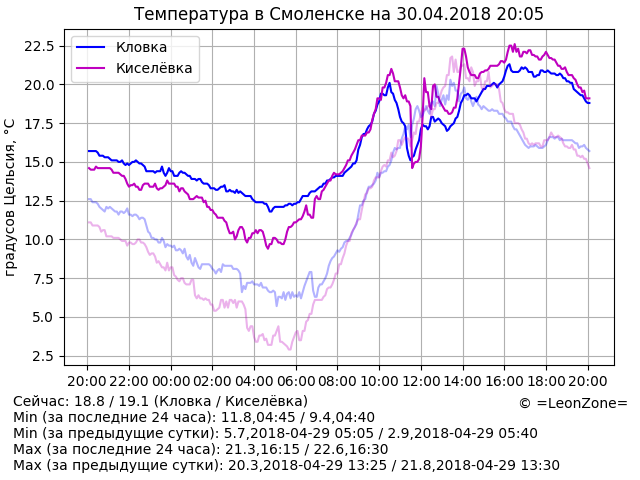 Температура в Смоленске на 30.04.2018 20:05
градусов Цельсия, °C
22.5
20.0
17.5
15.0
12.5
10.0
7.5
5.0
2.5
Кловка
Киселёвка
20:00 22:00 00:00 02:00 04:00 06:00 08:00 10:00 12:00 14:00 16:00 18:00 20:00
Сейчас: 18.8 / 19.1 (Кловка / Киселёвка)
© =LeonZone=
Min (за последние 24 часа): 11.8,04:45 / 9.4,04:40
Min (за предыдущие сутки): 5.7,2018-04-29 05:05 / 2.9,2018-04-29 05:40
Max (за последние 24 часа): 21.3,16:15 / 22.6,16:30
Max (за предыдущие сутки): 20.3,2018-04-29 13:25 / 21.8,2018-04-29 13:30